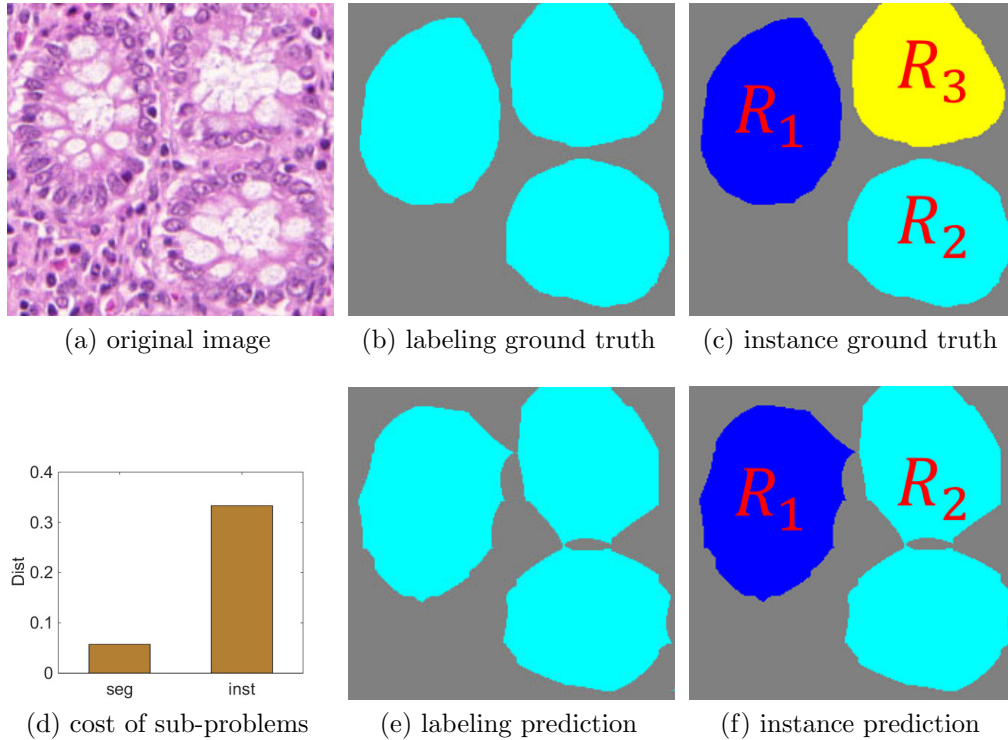 R₁
R₃
R₂
(a) original image
(b) labeling ground truth
(c) instance ground truth
0.4
0.3
0.2
0.1
0
Dist
seg
inst
R₁
R₂
(d) cost of sub-problems
(e) labeling prediction
(f) instance prediction